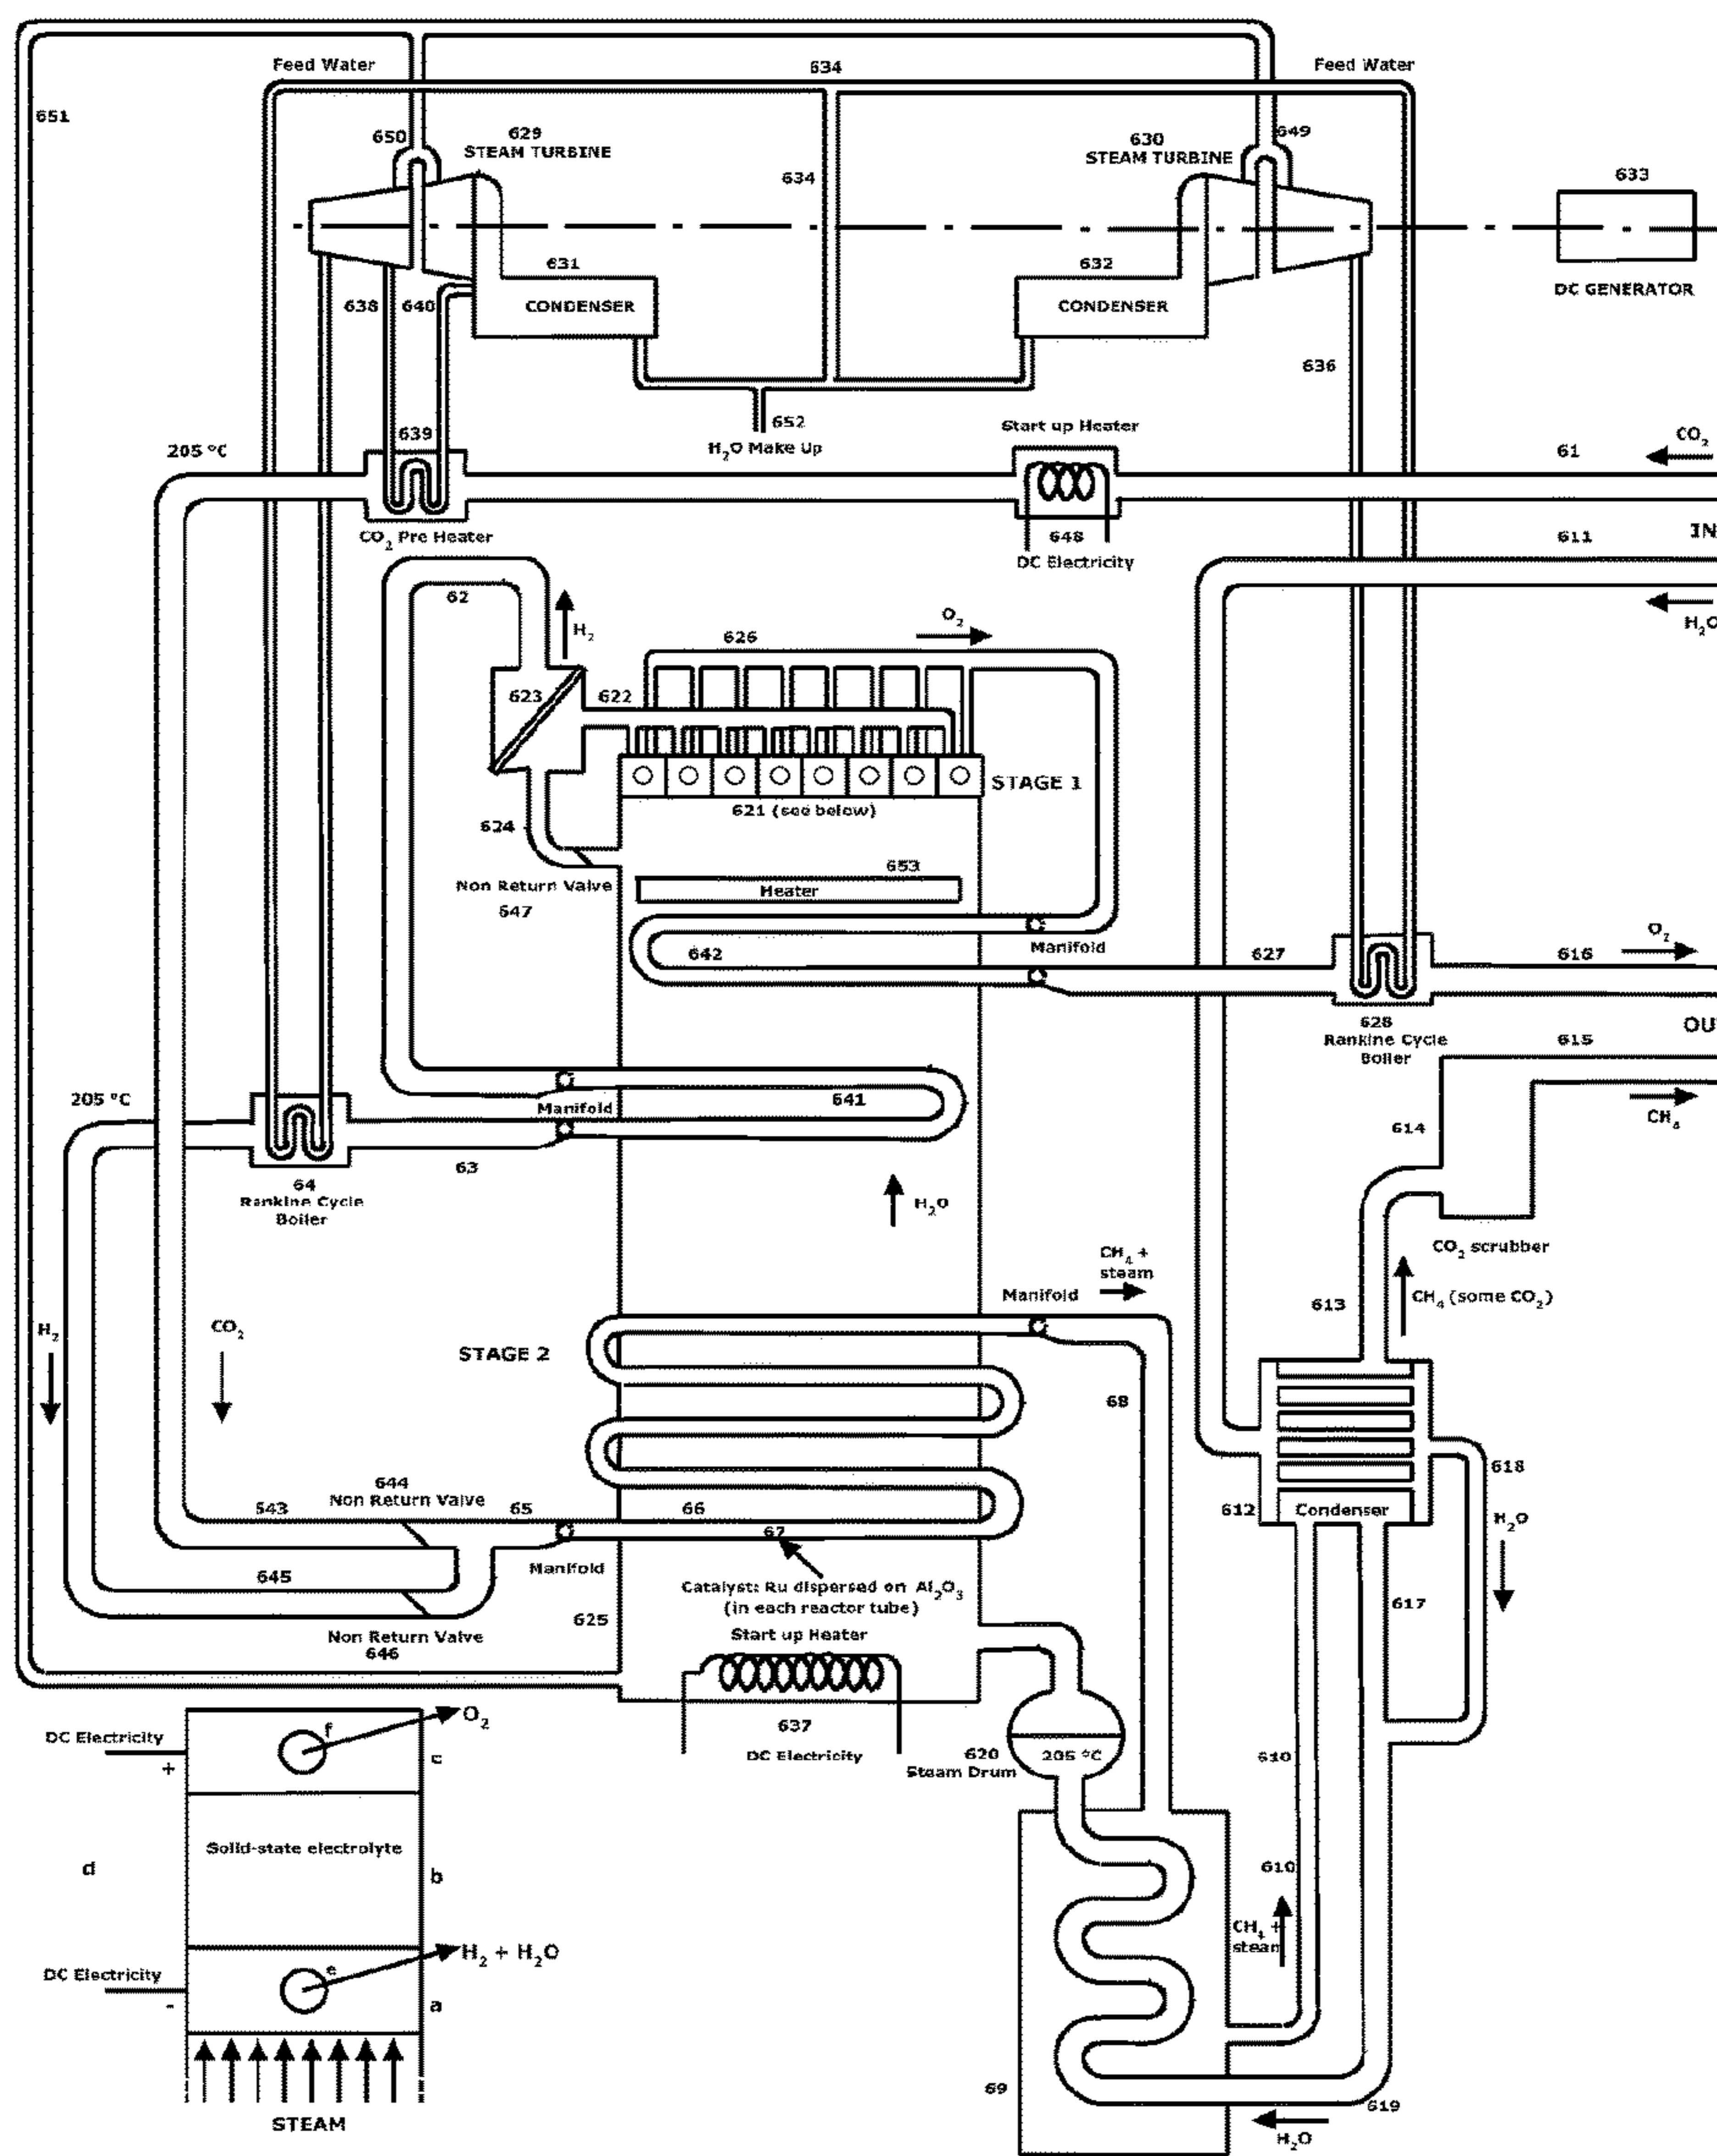 Feed Water
634
Feed Water
651
650
629
STEAM TURBINE
630
STEAM TURBINE
649
634
633
631
632
638
640
CONDENSER
CONDENSER
DC GENERATOR
636
652
H₂O Make Up
639
205 °C
Start up Heater
61
CO₂
CO₂ Pre Heater
648
DC Electricity
611
IN
H₂O
62
H₂
626
O₂
623
622
STAGE 1
621 (see below)
624
Non Return Valve
647
653
Heater
642
Manifold
627
616
O₂
628
Rankine Cycle
Boiler
OU
615
CH₄
205 °C
641
Manifold
614
63
64
Rankine Cycle
Boiler
H₂O
CO₂ scrubber
CH₄ +
steam
Manifold
613
CH₄ (some CO₂)
H₂
CO₂
STAGE 2
68
618
644
Non Return Valve
543
65
66
67
612
Condenser
H₂O
Manifold
645
Catalyst: Ru dispersed on Al₂O₃
(in each reactor tube)
617
625
Start up Heater
Non Return Valve
646
637
DC Electricity
620
Steam Drum
205 °C
610
DC Electricity
+
f
O₂
c
Solid-state electrolyte
d
b
610
CH₄ +
steam
H₂ + H₂O
DC Electricity
-
e
a
69
619
H₂O
STEAM